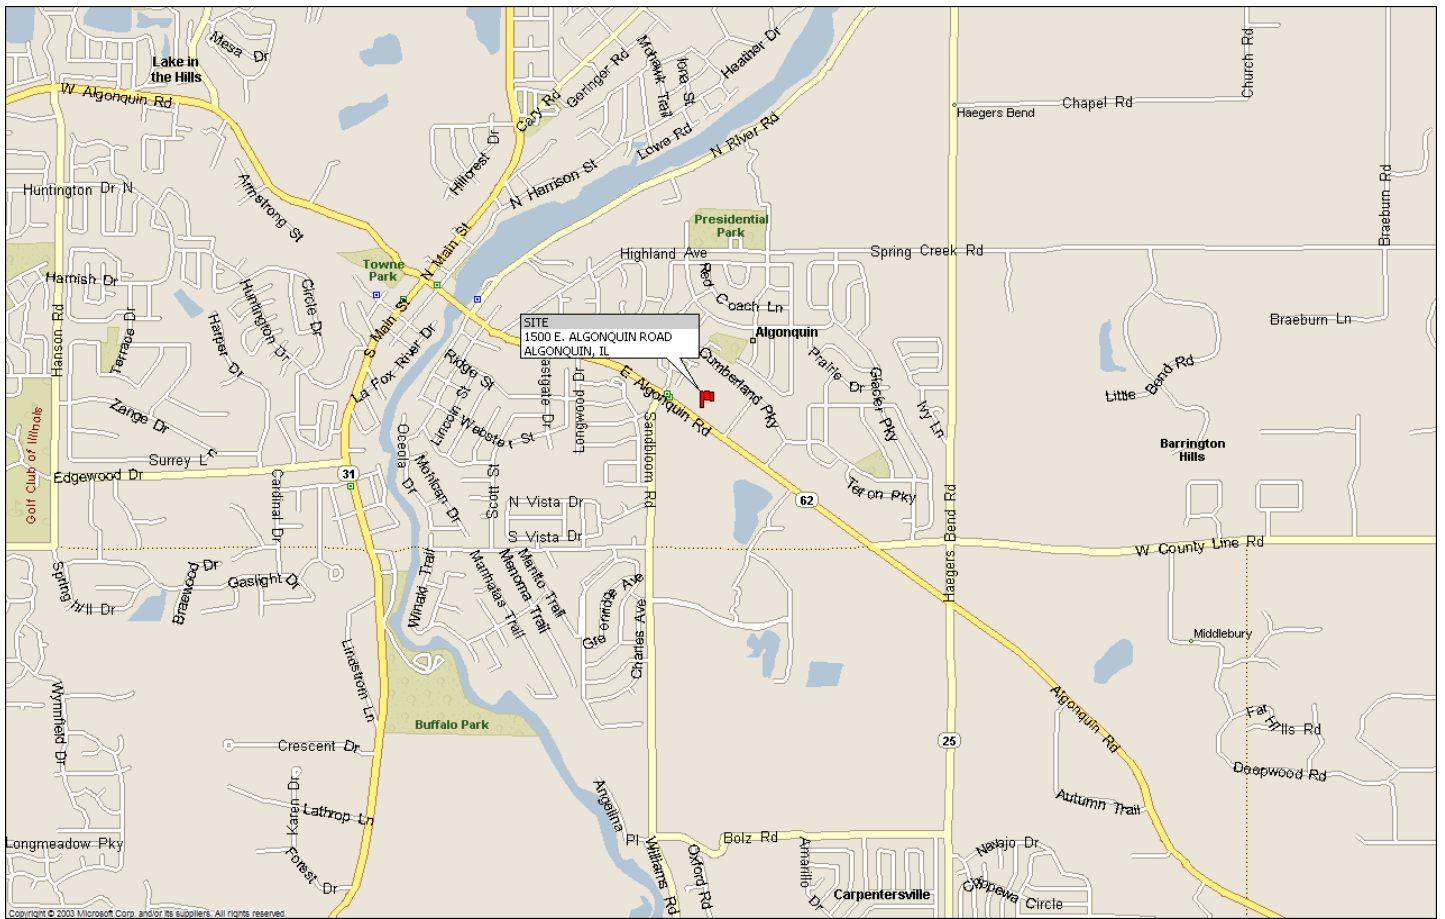 Lake in
the Hills
Mesa Dr
W Algonquin Rd
Cary Rd
Geringer Rd
Mohawk Trail
Iona St
Heather Dr
Church Rd
Chapel Rd
Haegers Bend
Hillcrest Dr
Lowe Rd
N River Rd
N Harrison St
Huntington Dr N
Armstrong St
Braeburn Rd
Presidential
Park
Highland Ave
Spring Creek Rd
N Main St
Towne
Park
Harnish Dr
Huntington Dr
Circle Dr
Red Coach Ln
Hanson Rd
Terrace Dr
Harper Dr
S Main St
La Fox River Dr
SITE
1500 E. ALGONQUIN ROAD
ALGONQUIN, IL
Algonquin
Braeburn Ln
Ridge St
Eastgate Dr
Longwood Dr
E Algonquin Rd
Cumberland Pky
Prairie Dr
Glacier Pky
Ivy Ln
Little Bend Rd
Zange Dr
Lincoln St
Webster St
Oceola Dr
Sandbloom Rd
Barrington
Hills
Golf Club of Illinois
Surrey Ln
Edgewood Dr
31
Cardinal Dr
Mohican Dr
Scott St
N Vista Dr
S Vista Dr
Teton Pky
62
Haegers Bend Rd
W County Line Rd
Spring hill Dr
Braewood Dr
Gaslight Dr
Winaki Trail
Manhatas Trail
Menoma Trail
Manito Trail
Greenridge Ave
Charles Ave
Middlebury
Lindstrom Ln
Wynnfield Dr
Buffalo Park
Algonquin Rd
Fat Hills Rd
Crescent Dr
25
Deepwood Rd
Karen Dr
Lathrop Ln
Angelina Pl
Autumn Trail
Longmeadow Pky
Forest Dr
Williams Rd
Oxford Rd
Bolz Rd
Amarillo Dr
Navajo Dr
Carpentersville
Chippewa Circle
Copyright © 2003 Microsoft Corp. and/or its suppliers. All rights reserved.